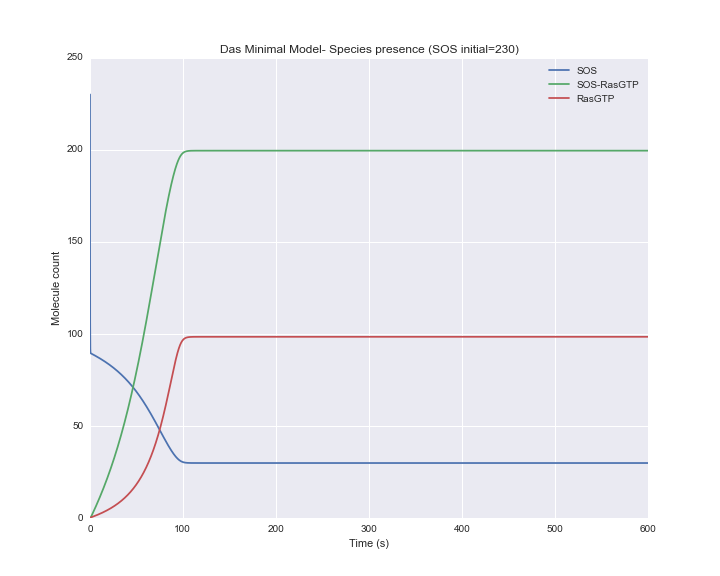 Das Minimal Model- Species presence (SOS initial=230)
SOS
SOS-RasGTP
RasGTP
Molecule count
250
200
150
100
50
0
0 100 200 300 400 500 600
Time (s)